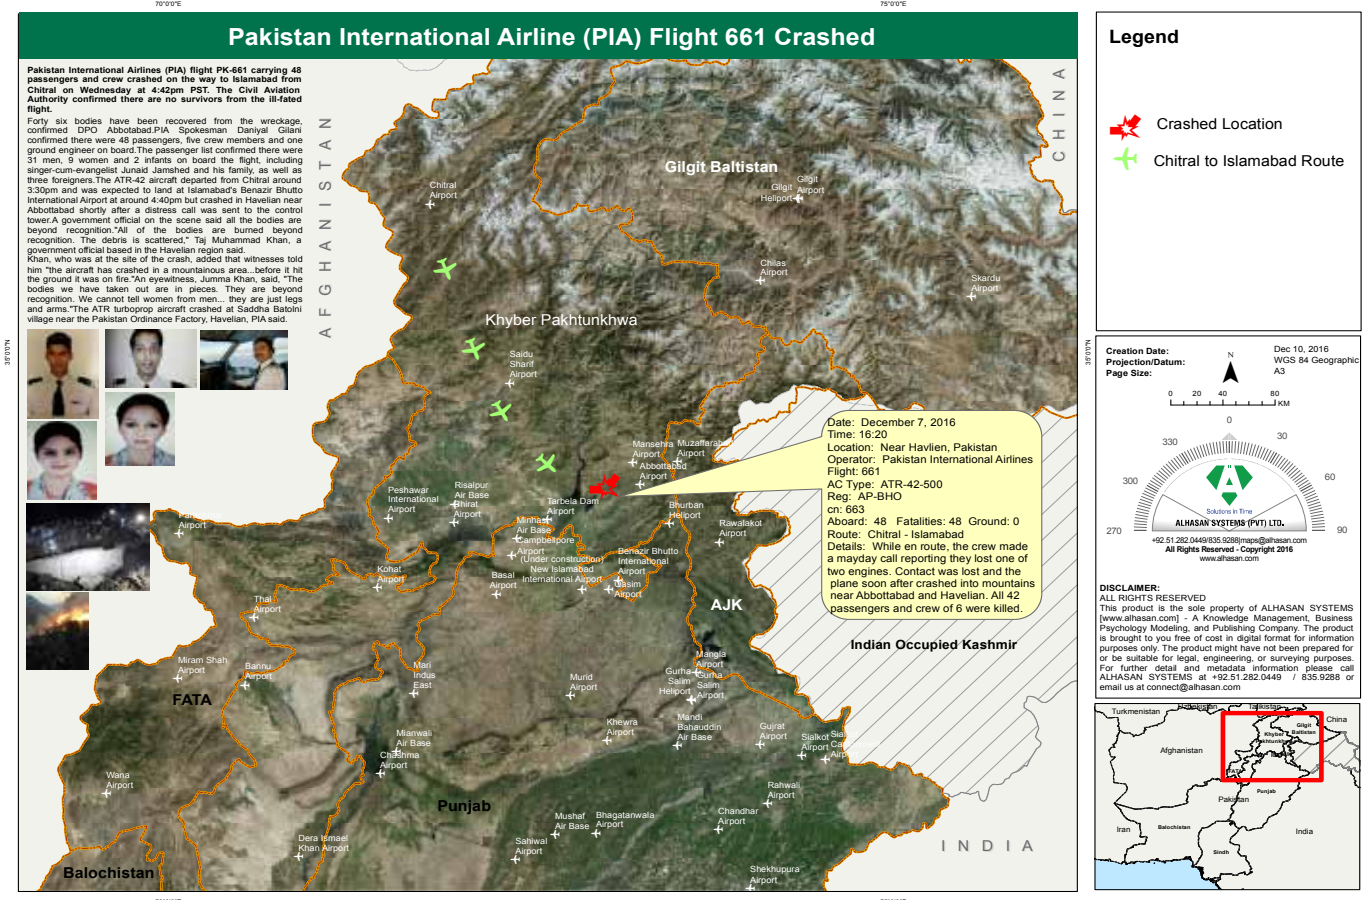 70°0'0"E
75°0'0"E
Pakistan International Airline (PIA) Flight 661 Crashed
Pakistan International Airlines (PIA) flight PK-661 carrying 48
passengers and crew crashed on the way to Islamabad from
Chitral on Wednesday at 4:42pm PST. The Civil Aviation
Authority confirmed there are no survivors from the ill-fated
flight.
Forty six bodies have been recovered from the wreckage,
confirmed DPO Abbotabad.PIA Spokesman Daniyal Gilani
confirmed there were 48 passengers, five crew members and one
ground engineer on board.The passenger list confirmed there were
31 men, 9 women and 2 infants on board the flight, including
singer-cum-evangelist Junaid Jamshed and his family, as well as
three foreigners.The ATR-42 aircraft departed from Chitral around
3:30pm and was expected to land at Islamabad's Benazir Bhutto
International Airport at around 4:40pm but crashed in Havelian near
Abbottabad shortly after a distress call was sent to the control
tower.A government official on the scene said all the bodies are
beyond recognition."All of the bodies are burned beyond
recognition. The debris is scattered," Taj Muhammad Khan, a
government official based in the Havelian region said.
Khan, who was at the site of the crash, added that witnesses told
him "the aircraft has crashed in a mountainous area...before it hit
the ground it was on fire."An eyewitness, Jumma Khan, said, "The
bodies we have taken out are in pieces. They are beyond
recognition. We cannot tell women from men... they are just legs
and arms."The ATR turboprop aircraft crashed at Saddha Batolni
village near the Pakistan Ordinance Factory, Havelian, PIA said.
AFGHANISTAN
CHINA
35°0'0"N
35°0'0"N
Gilgit Baltistan
Chitral
Airport
Gilgit
Airport
Gilgit
Heliport
Chilas
Airport
Skardu
Airport
Khyber Pakhtunkhwa
Saidu
Sharif
Airport
Mansehra
Airport
Muzaffarab
Airport
Abbottabad
Airport
Peshawar
International
Airport
Risalpur
Air Base
Bhirat
Airport
Tarbela Dam
Airport
Bhurban
Heliport
Rawalakot
Airport
Airport
Minhas
Air Base
Campbellpore
Airport
(Under construction)
New Islamabad
International Airport
Benazir Bhutto
International
Airport
Qasim
Airport
Kohat
Airport
Basal
Airport
Thal
Airport
AJK
Indian Occupied Kashmir
Miram Shah
Airport
Bannu
Airport
FATA
Mari
Indus
East
Murid
Airport
Mangla
Airport
Gurha
Salim
Heliport
Gurha
Salim
Airport
Khewra
Airport
Mandi
Bahauddin
Air Base
Gujrat
Airport
Sialkot
Airport
Mianwali
Air Base
Chashma
Airport
Wana
Airport
Punjab
Rahwali
Airport
Chandhar
Airport
Mushaf
Air Base
Bhagatanwala
Airport
Sahiwal
Airport
Dera Ismael
Khan Airport
Shekhupura
Airport
Balochistan
INDIA
Date: December 7, 2016
Time: 16:20
Location: Near Havlien, Pakistan
Operator: Pakistan International Airlines
Flight: 661
AC Type: ATR-42-500
Reg: AP-BHO
cn: 663
Aboard: 48 Fatalities: 48 Ground: 0
Route: Chitral - Islamabad
Details: While en route, the crew made
a mayday call reporting they lost one of
two engines. Contact was lost and the
plane soon after crashed into mountains
near Abbottabad and Havelian. All 42
passengers and crew of 6 were killed.
Legend
Crashed Location
Chitral to Islamabad Route
Creation Date: Dec 10, 2016
Projection/Datum: WGS 84 Geographic
Page Size: A3
N
0 20 40 80
KM
0
330 30
300 60
270 90
Solutions in Time
ALHASAN SYSTEMS (PVT) LTD.
+92.51.282.0449/835.9288|maps@alhasan.com
All Rights Reserved - Copyright 2016
www.alhasan.com
DISCLAIMER:
ALL RIGHTS RESERVED
This product is the sole property of ALHASAN SYSTEMS
[www.alhasan.com] - A Knowledge Management, Business
Psychology Modeling, and Publishing Company. The product
is brought to you free of cost in digital format for information
purposes only. The product might have not been prepared for
or be suitable for legal, engineering, or surveying purposes.
For further detail and metadata information please call
ALHASAN SYSTEMS at +92.51.282.0449 / 835.9288 or
email us at connect@alhasan.com
Turkmenistan
Tajikistan
China
Gilgit
Baltistan
Khyber
Afghanistan
Punjab
Pakistan
Iran
Balochistan
India
Sindh